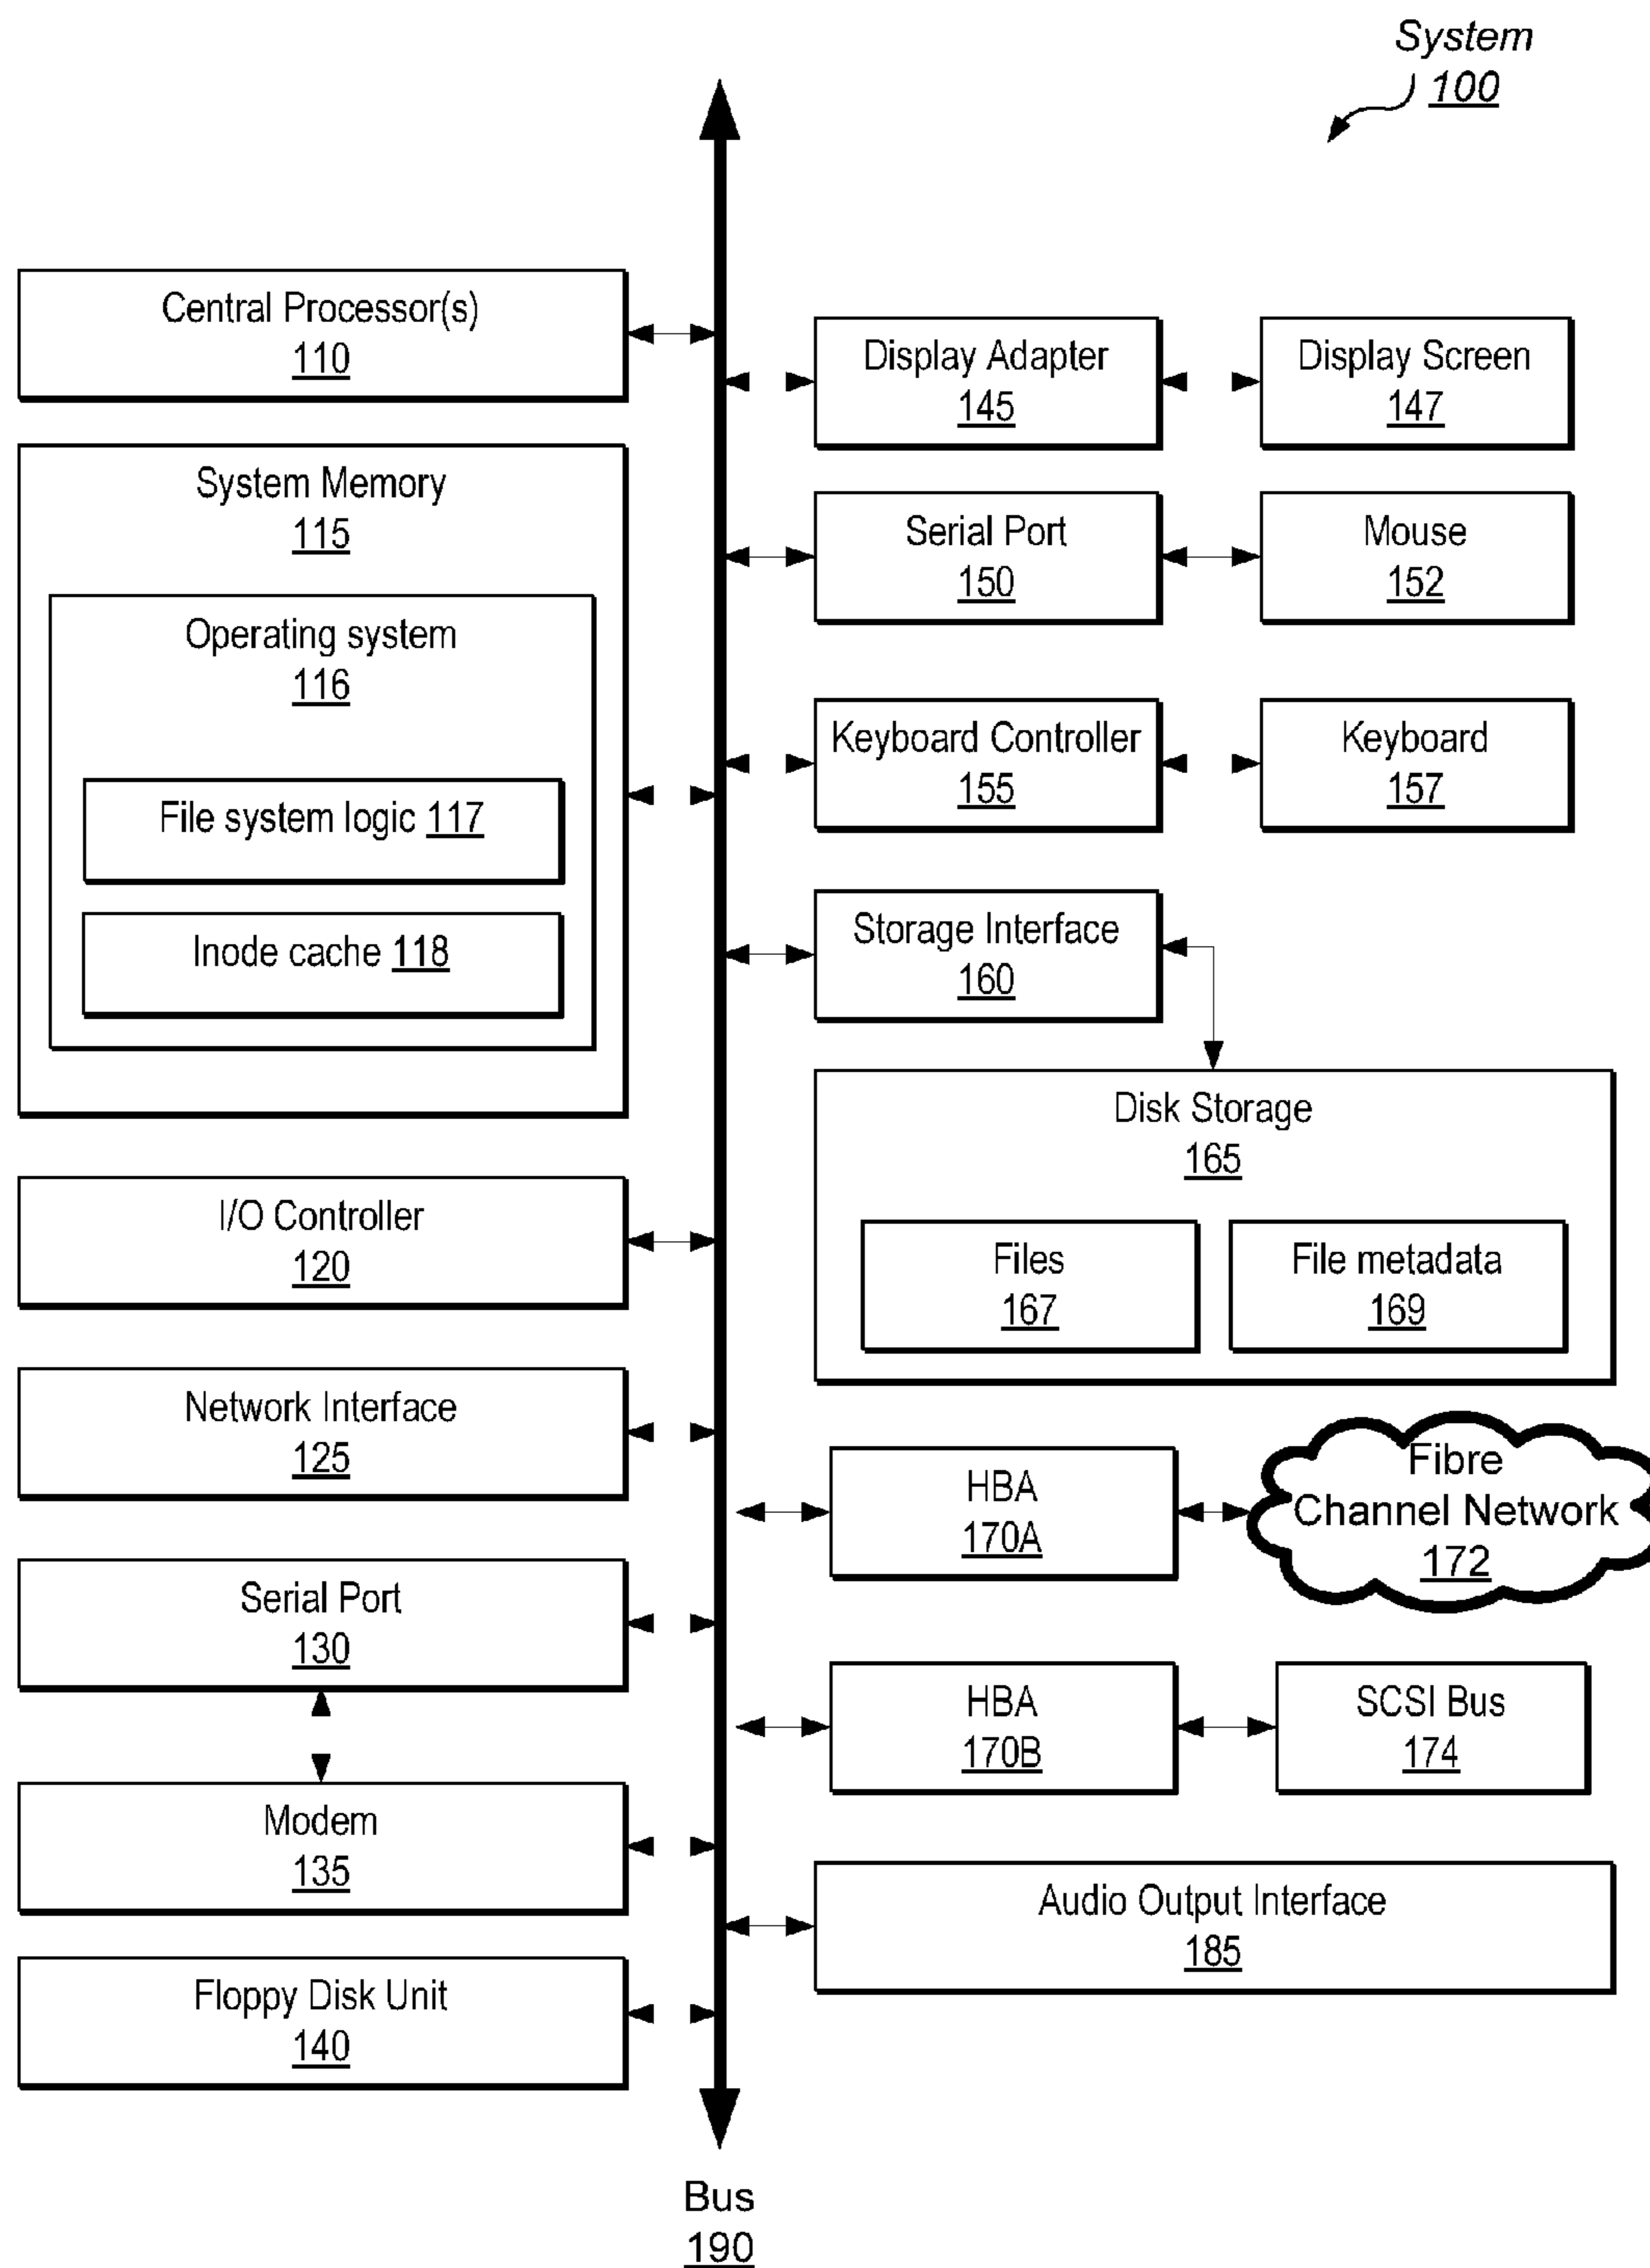 System
100
Central Processor(s)
110
System Memory
115
Operating system
116
File system logic 117
Inode cache 118
I/O Controller
120
Network Interface
125
Serial Port
130
Modem
135
Floppy Disk Unit
140
Display Adapter
145
Display Screen
147
Serial Port
150
Mouse
152
Keyboard Controller
155
Keyboard
157
Storage Interface
160
Disk Storage
165
Files
167
File metadata
169
HBA
170A
Fibre
Channel Network
172
HBA
170B
SCSI Bus
174
Audio Output Interface
185
Bus
190